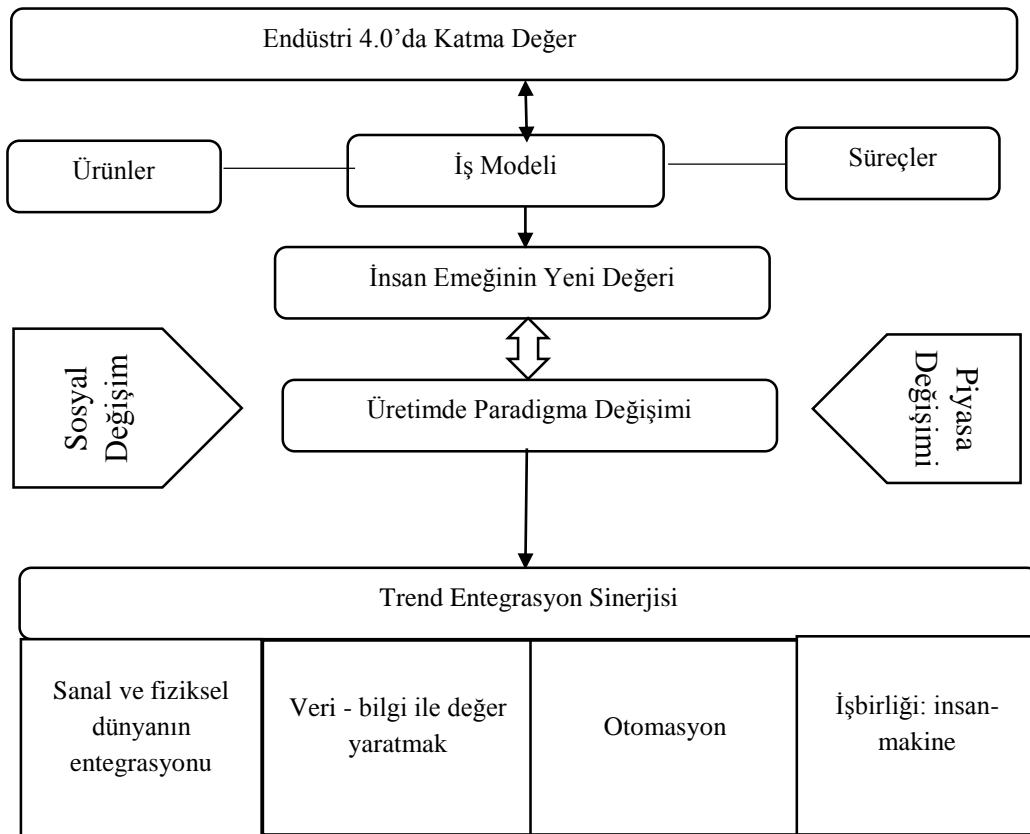 Endüstri 4.0’da Katma Değer
Ürünler
İş Modeli
Süreçler
İnsan Emeğinin Yeni Değeri
Sosyal
Değişim
Üretimde Paradigma Değişimi
Piyasa
Değişimi
Trend Entegrasyon Sinerjisi
Sanal ve fiziksel
dünyanın
entegrasyonu
Veri - bilgi ile değer
yaratmak
Otomasyon
İşbirliği: insan-
makine